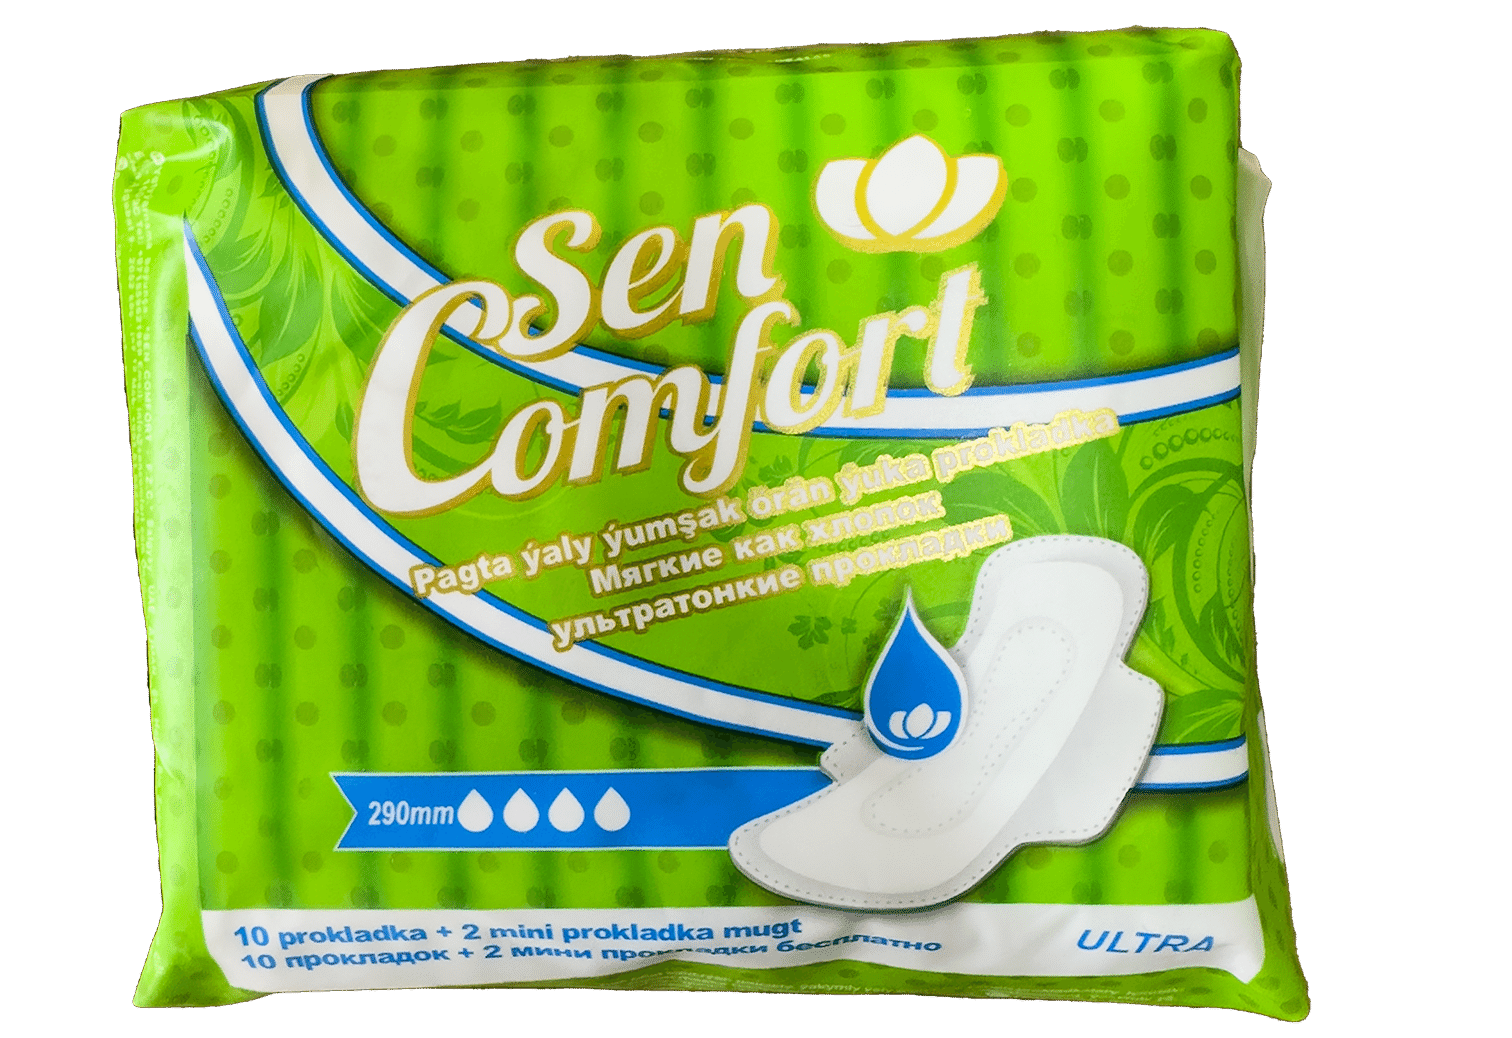 Sen
Comfort
Pagta ýaly ýumşak örän ýuka prokladka
Мягкие как хлопок
ультратонкие прокладки
290mm
10 prokladka + 2 mini prokladka mugt
10 прокладок + 2 мини прокладки бесплатно
ULTRA